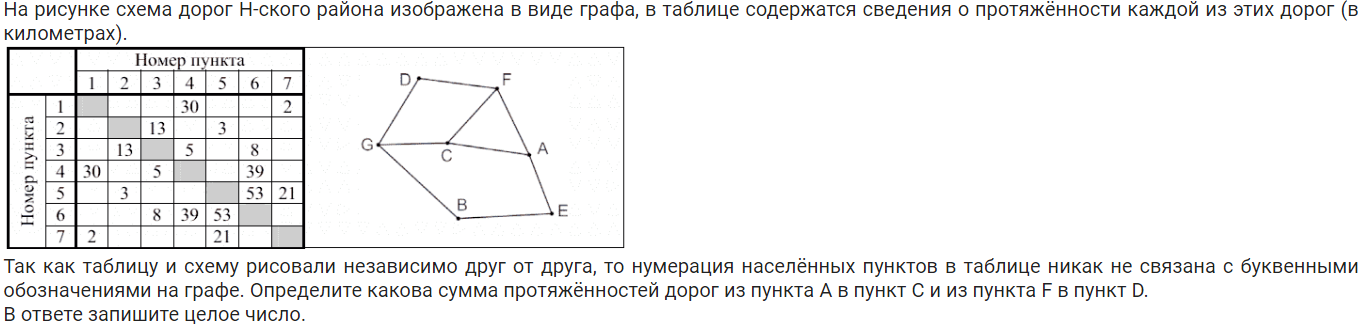 На рисунке схема дорог Н-ского района изображена в виде графа, в таблице содержатся сведения о протяжённости каждой из этих дорог (в
километрах).
Номер пункта
1 2 3 4 5 6 7
Номер пункта
1 30 2
2 13 3
3 13 5 8
4 30 5 39
5 3 53 21
6 8 39 53
7 2 21
D F
G C A
B E
Так как таблицу и схему рисовали независимо друг от друга, то нумерация населённых пунктов в таблице никак не связана с буквенными
обозначениями на графе. Определите какова сумма протяжённостей дорог из пункта A в пункт C и из пункта F в пункт D.
В ответе запишите целое число.